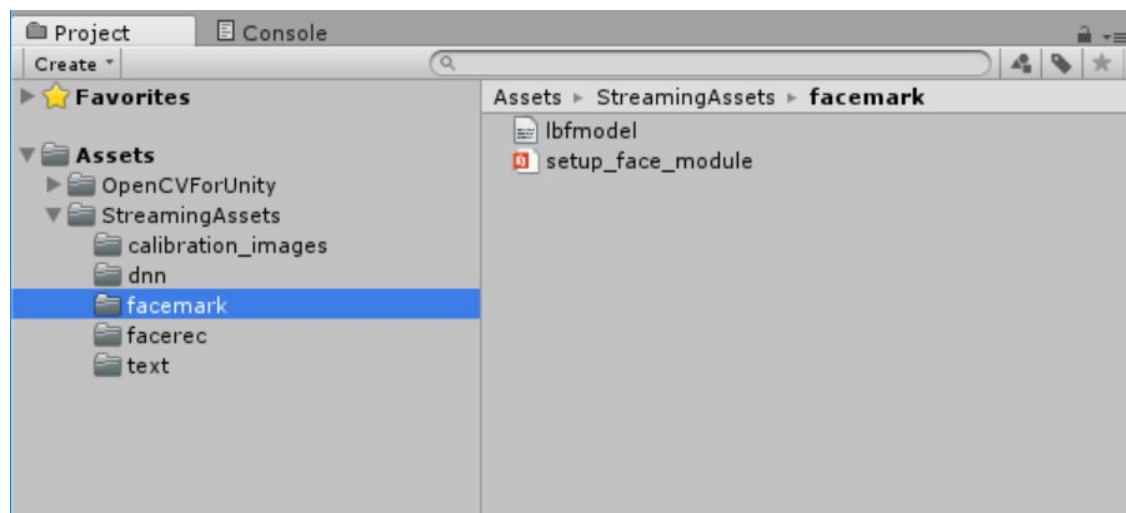 Project
Console
Create
Favorites
Assets
OpenCVForUnity
StreamingAssets
calibration_images
dnn
facemark
facerec
text
Assets ▸ StreamingAssets ▸ facemark
lbfmodel
setup_face_module